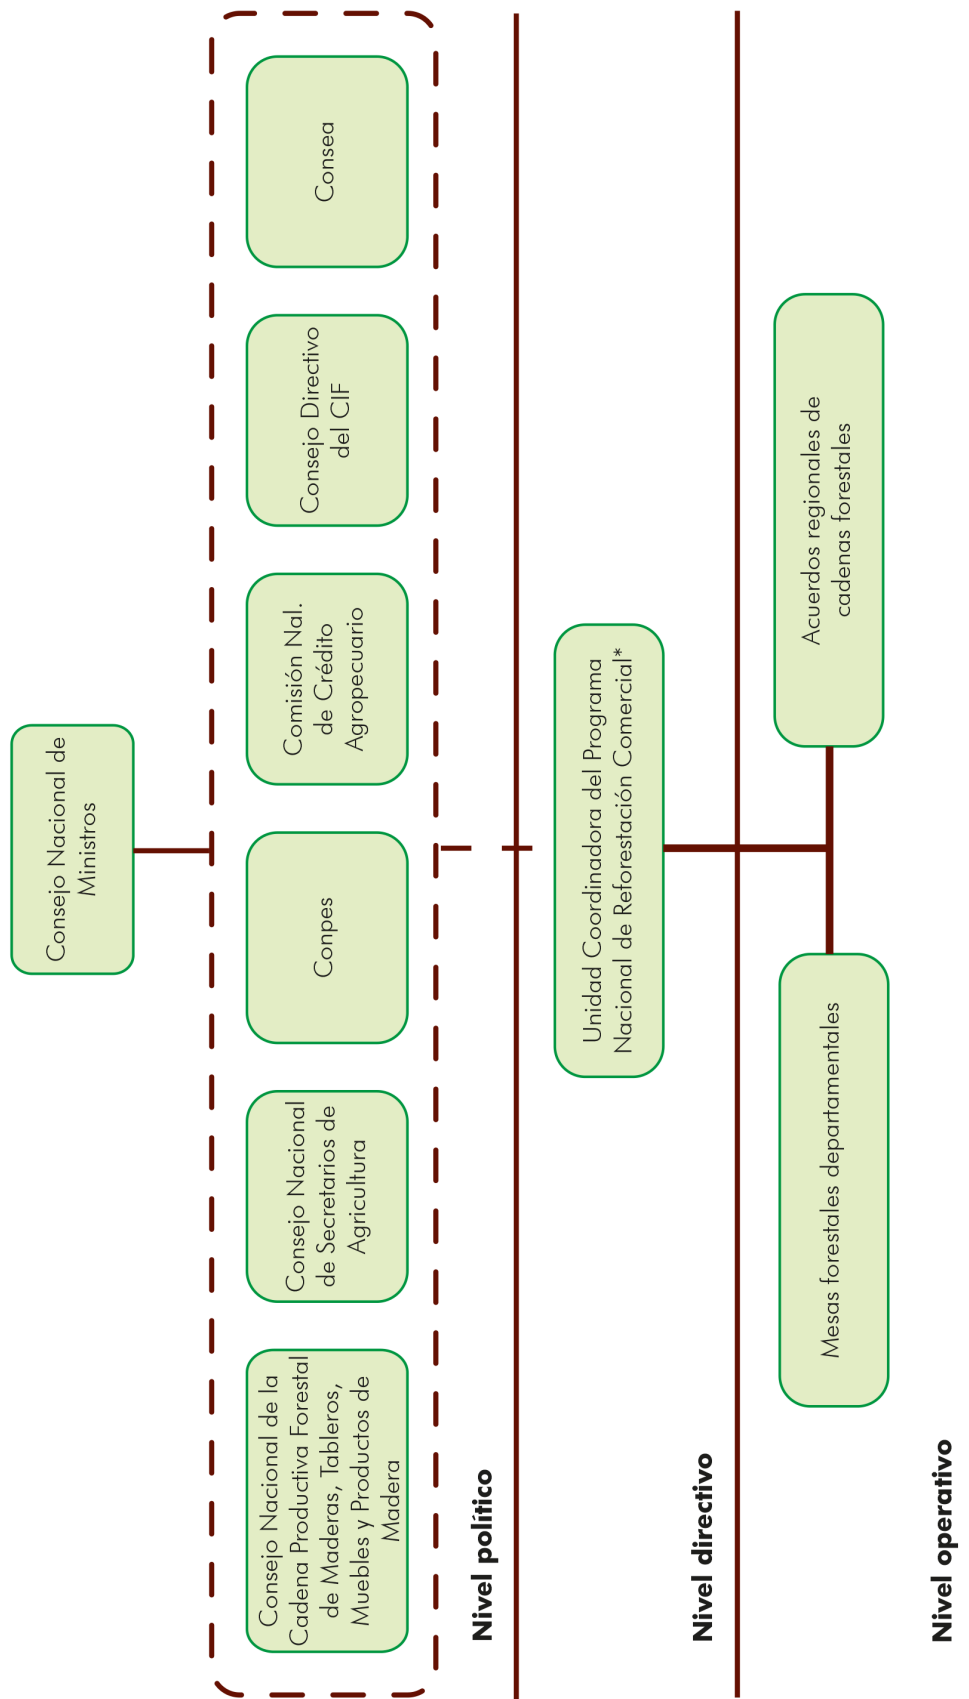 Consejo Nacional de
Ministros
Consejo Nacional de la
Cadena Productiva Forestal
de Maderas, Tableros,
Muebles y Productos de
Madera
Consejo Nacional
de Secretarios de
Agricultura
Conpes
Comisión Nal.
de Crédito
Agropecuario
Consejo Directivo
del CIF
Consea
Nivel político
Unidad Coordinadora del Programa
Nacional de Reforestación Comercial*
Nivel directivo
Mesas forestales departamentales
Acuerdos regionales de
cadenas forestales
Nivel operativo